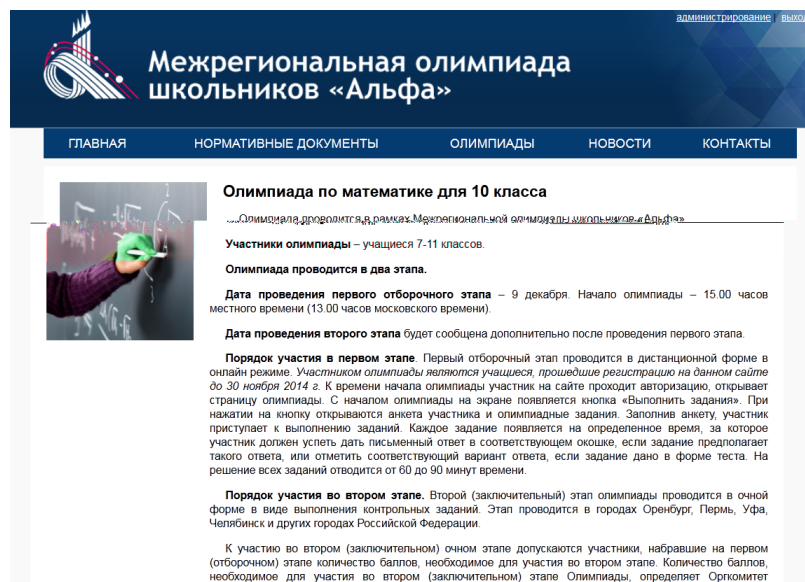 администрирование | выход
Межрегиональная олимпиада
школьников «Альфа»
ГЛАВНАЯ НОРМАТИВНЫЕ ДОКУМЕНТЫ ОЛИМПИАДЫ НОВОСТИ КОНТАКТЫ
Олимпиада по математике для 10 класса
Олимпиада проводится в рамках Межрегиональной олимпиады школьников «Альфа»
Участники олимпиады – учащиеся 7-11 классов.
Олимпиада проводится в два этапа.
Дата проведения первого отборочного этапа – 9 декабря. Начало олимпиады – 15.00 часов
местного времени (13.00 часов московского времени).
Дата проведения второго этапа будет сообщена дополнительно после проведения первого этапа.
Порядок участия в первом этапе. Первый отборочный этап проводится в дистанционной форме в
онлайн режиме. Участником олимпиады являются учащиеся, прошедшие регистрацию на данном сайте
до 30 ноября 2014 г. К времени начала олимпиады участник на сайте проходит авторизацию, открывает
страницу олимпиады. С началом олимпиады на экране появляется кнопка «Выполнить задания». При
нажатии на кнопку открываются анкета участника и олимпиадные задания. Заполнив анкету, участник
приступает к выполнению заданий. Каждое задание появляется на определенное время, за которое
участник должен успеть дать письменный ответ в соответствующем окошке, если задание предполагает
такого ответа, или отметить соответствующий вариант ответа, если задание дано в форме теста. На
решение всех заданий отводится от 60 до 90 минут времени.
Порядок участия во втором этапе. Второй (заключительный) этап олимпиады проводится в очной
форме в виде выполнения контрольных заданий. Этап проводится в городах Оренбург, Пермь, Уфа,
Челябинск и других городах Российской Федерации.
К участию во втором (заключительном) очном этапе допускаются участники, набравшие на первом
(отборочном) этапе количество баллов, необходимое для участия во втором этапе. Количество баллов,
необходимое для участия во втором (заключительном) этапе Олимпиады, определяет Оргкомитет